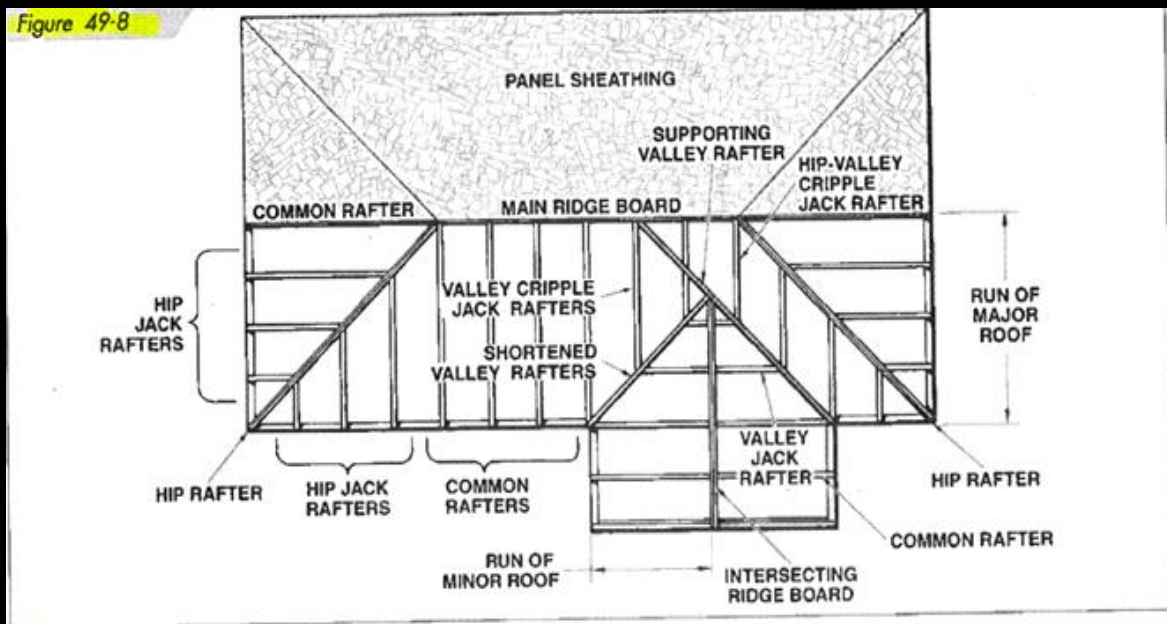 Figure 49-8
PANEL SHEATHING
SUPPORTING
VALLEY RAFTER
HIP-VALLEY
CRIPPLE
JACK RAFTER
COMMON RAFTER
MAIN RIDGE BOARD
HIP
JACK
RAFTERS
VALLEY CRIPPLE
JACK RAFTERS
RUN OF
MAJOR
ROOF
SHORTENED
VALLEY RAFTERS
VALLEY
JACK
RAFTER
HIP RAFTER
HIP JACK
RAFTERS
COMMON
RAFTERS
HIP RAFTER
COMMON RAFTER
RUN OF
MINOR ROOF
INTERSECTING
RIDGE BOARD